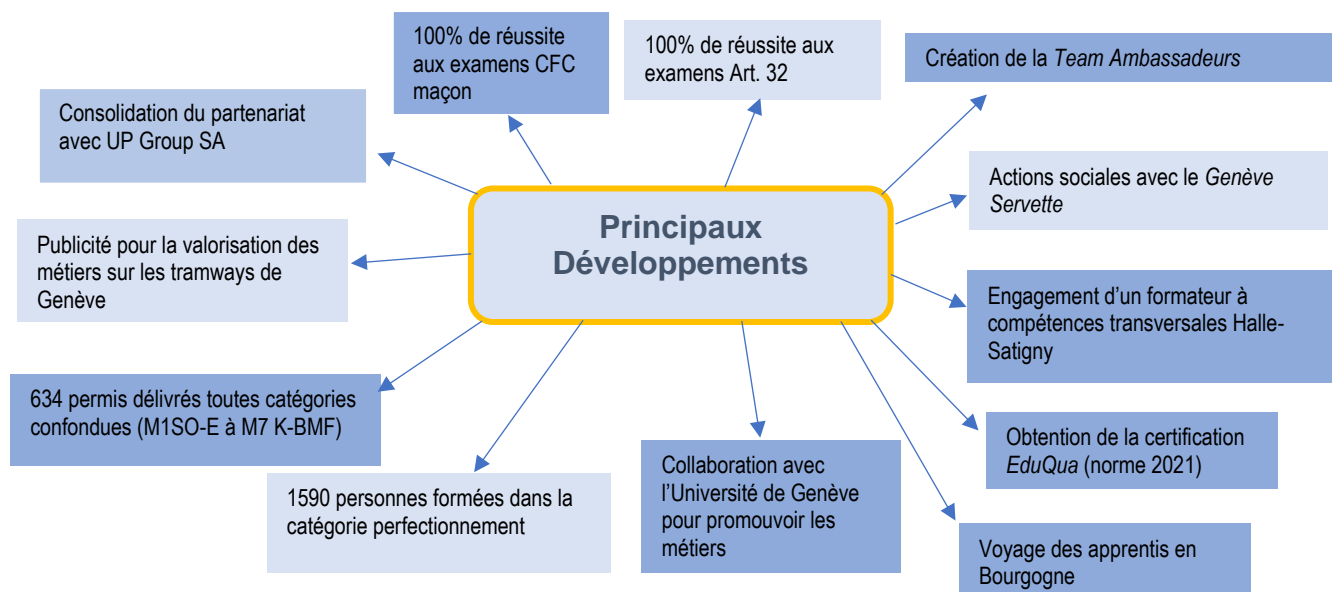 100% de réussite
aux examens CFC
maçon
100% de réussite aux
examens Art. 32
Création de la Team Ambassadeurs
Consolidation du partenariat
avec UP Group SA
Actions sociales avec le Genève
Servette
Principaux
Développements
Publicité pour la valorisation des
métiers sur les tramways de
Genève
Engagement d’un formateur à
compétences transversales Halle-
Satigny
634 permis délivrés toutes catégories
confondues (M1SO-E à M7 K-BMF)
Obtention de la certification
EduQua (norme 2021)
1590 personnes formées dans la
catégorie perfectionnement
Collaboration avec
l’Université de Genève
pour promouvoir les
métiers
Voyage des apprentis en
Bourgogne